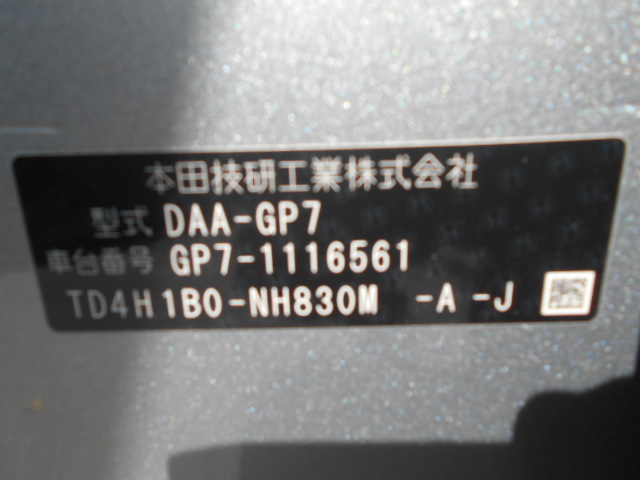 本田技研工業株式会社
型式 DAA-GP7
車台番号 GP7-1116561
TD4H1B0-NH830M -A -J